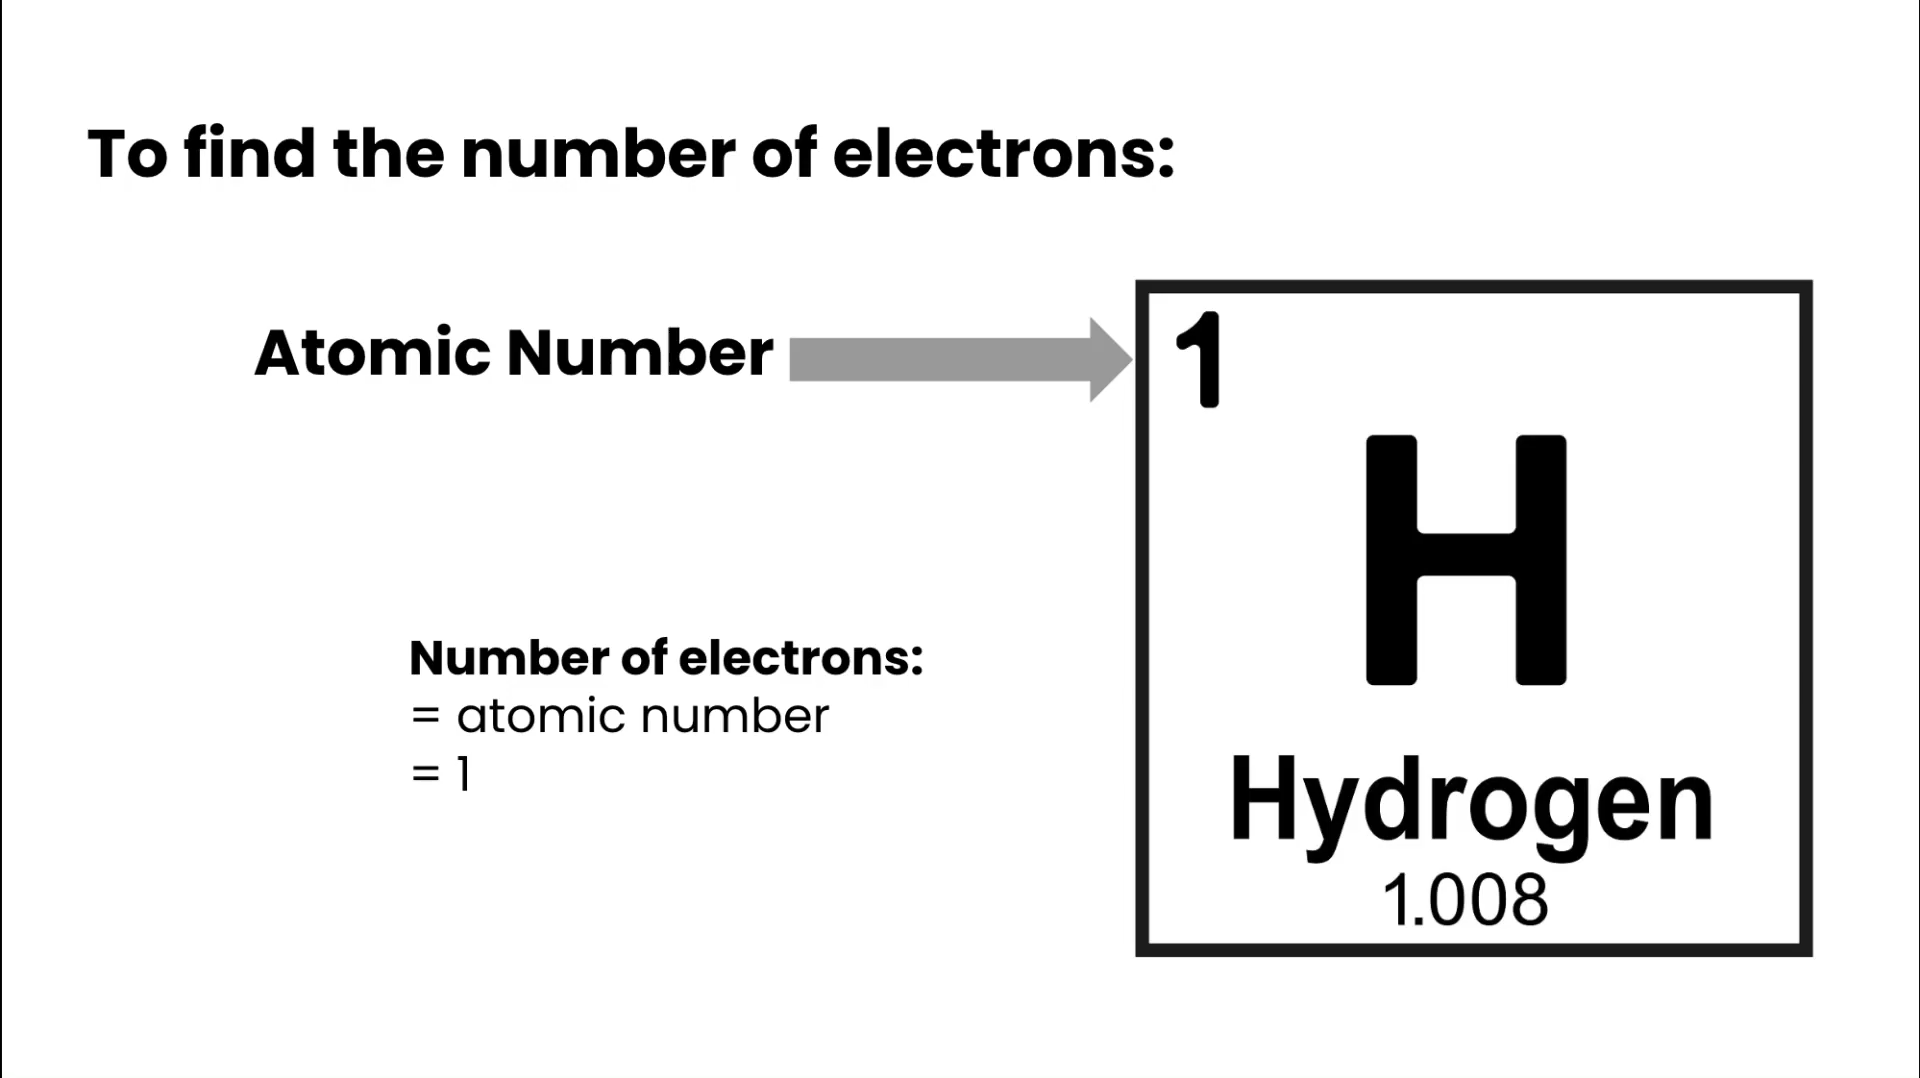 To find the number of electrons:
Atomic Number
1
H
Hydrogen
1.008
Number of electrons:
= atomic number
= 1